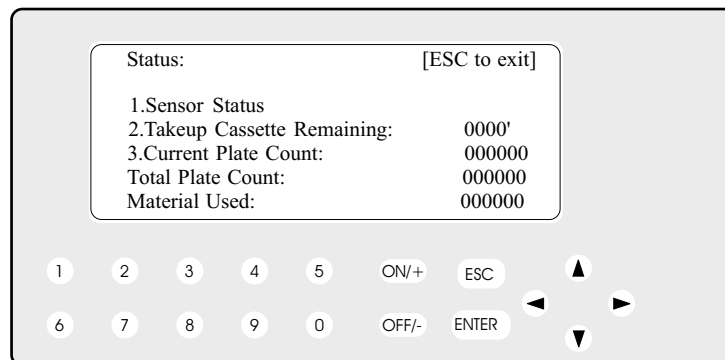 Status: [ESC to exit]
1.Sensor Status
2.Takeup Cassette Remaining: 0000'
3.Current Plate Count: 000000
Total Plate Count: 000000
Material Used: 000000
1 2 3 4 5 ON/+ ESC
6 7 8 9 0 OFF/- ENTER